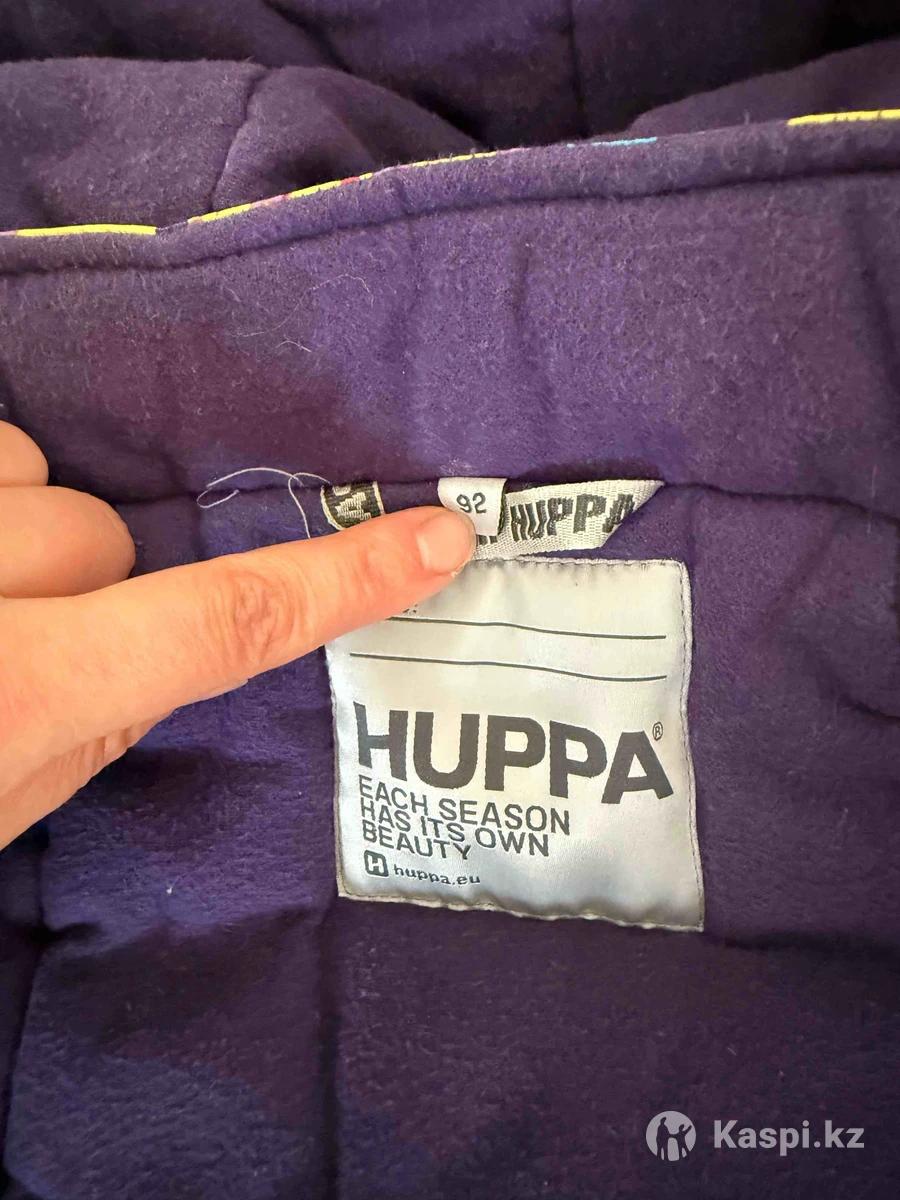 92
HUPPA
HUPPA®
EACH SEASON
HAS ITS OWN
BEAUTY
H huppa.eu
Kaspi.kz